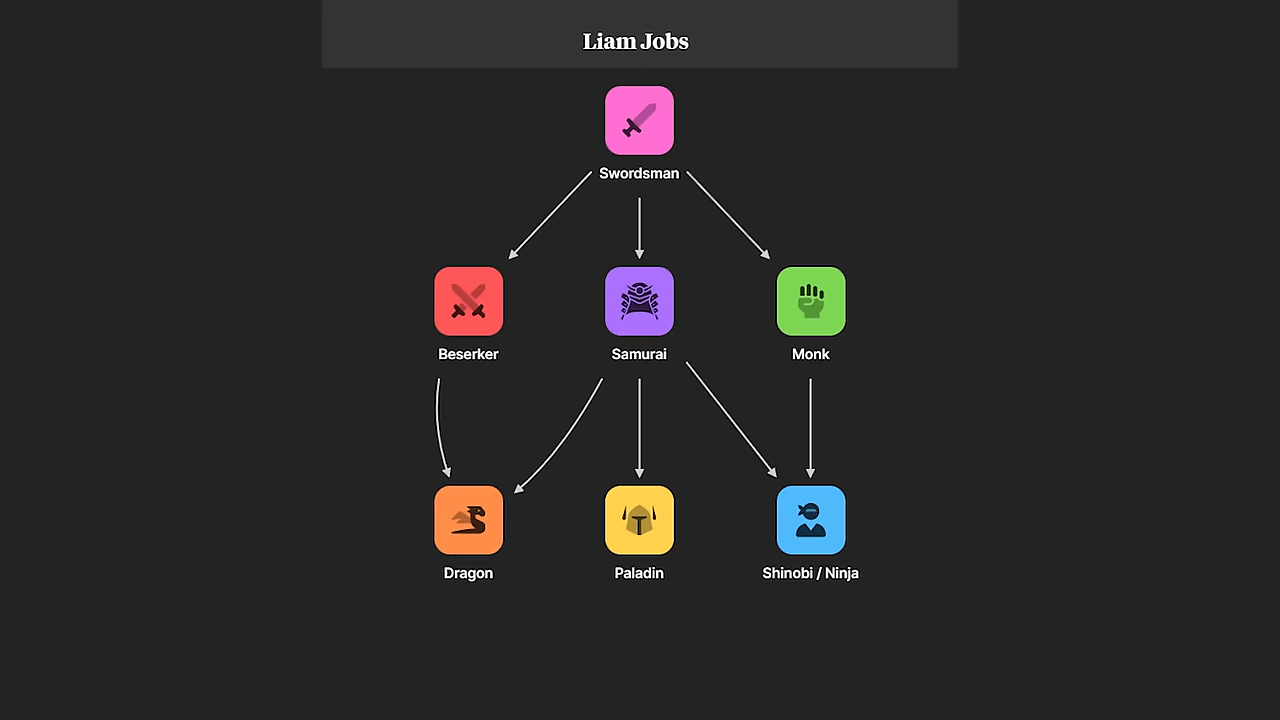 Liam Jobs
Swordsman
Beserker
Samurai
Monk
Dragon
Paladin
Shinobi / Ninja